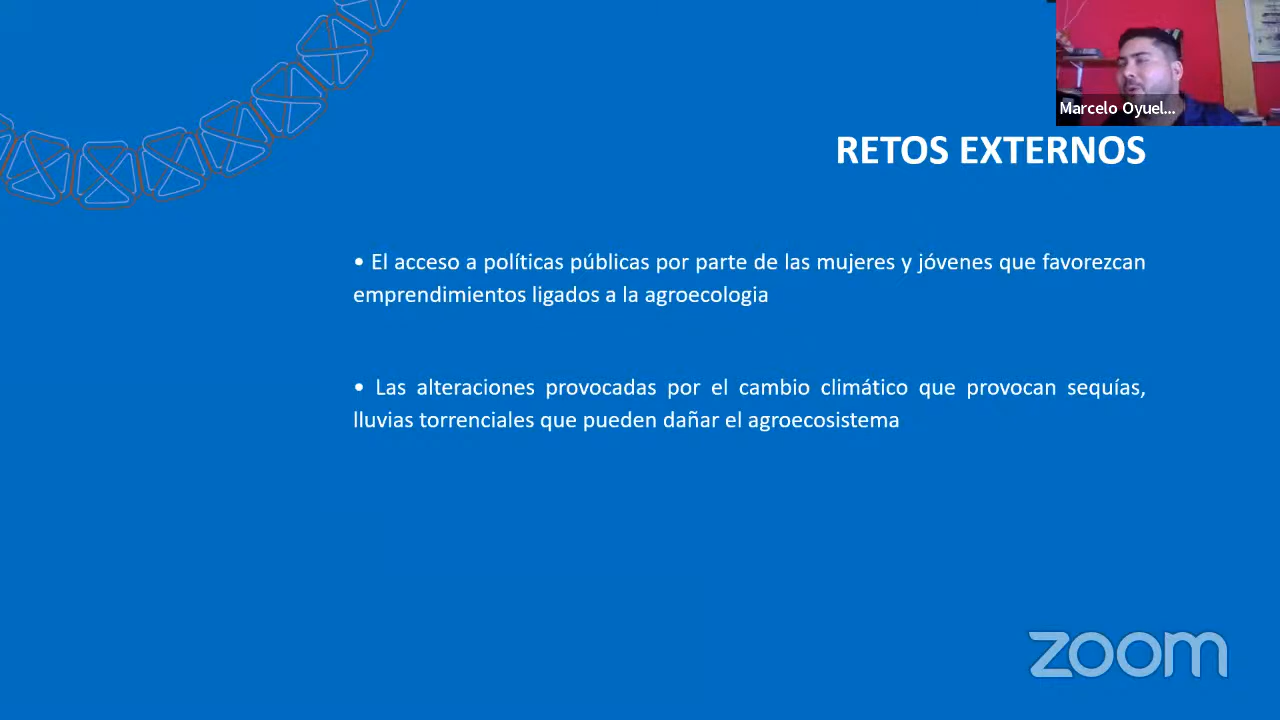 Marcelo Oyuel...
RETOS EXTERNOS
• El acceso a políticas públicas por parte de las mujeres y jóvenes que favorezcan
emprendimientos ligados a la agroecologia
• Las alteraciones provocadas por el cambio climático que provocan sequías,
lluvias torrenciales que pueden dañar el agroecosistema
zoom